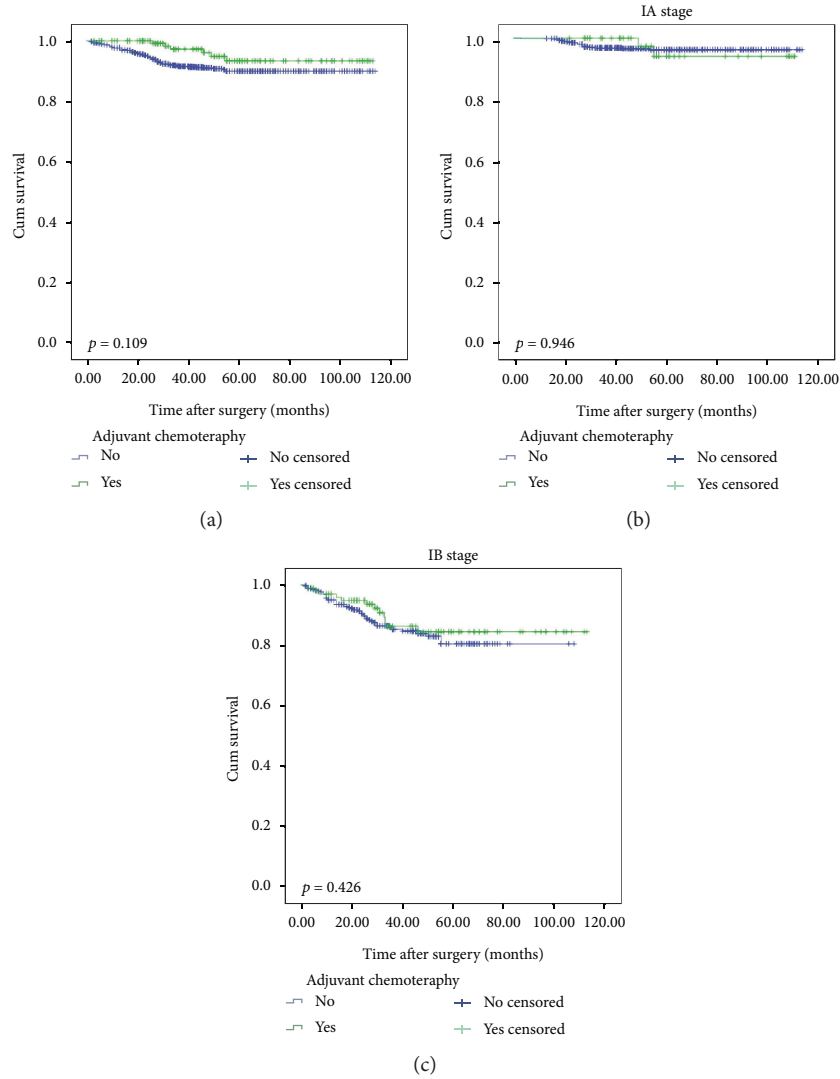 1.0
0.8
0.6
0.4
0.2
0.0
Cum survival
p = 0.109
0.00 20.00 40.00 60.00 80.00 100.00 120.00
Time after surgery (months)
Adjuvant chemoteraphy
No No censored
Yes Yes censored
(a)
IA stage
1.0
0.8
0.6
0.4
0.2
0.0
Cum survival
p = 0.946
0.00 20.00 40.00 60.00 80.00 100.00 120.00
Time after surgery (months)
Adjuvant chemoteraphy
No No censored
Yes Yes censored
(b)
IB stage
1.0
0.8
0.6
0.4
0.2
0.0
Cum survival
p = 0.426
0.00 20.00 40.00 60.00 80.00 100.00 120.00
Time after surgery (months)
Adjuvant chemoteraphy
No No censored
Yes Yes censored
(c)